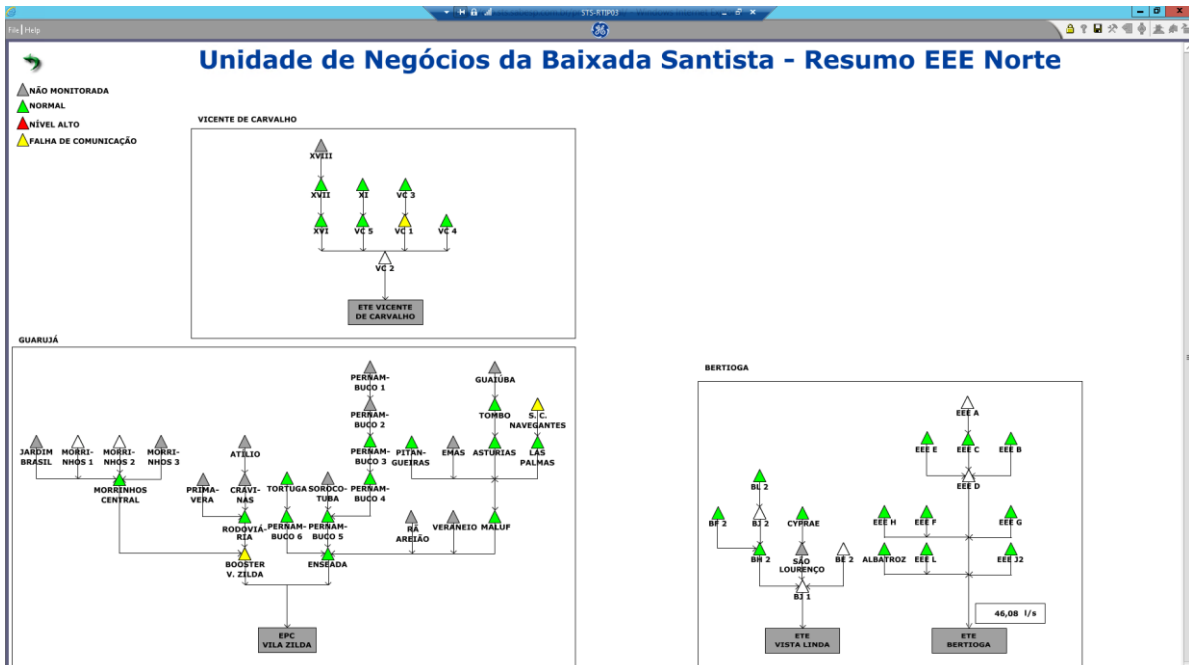 STS-RTIP03
File | Help
Unidade de Negócios da Baixada Santista - Resumo EEE Norte
NÃO MONITORADA
NORMAL
NÍVEL ALTO
FALHA DE COMUNICAÇÃO
VICENTE DE CARVALHO
XVIII
XVII
XI
VC 3
XVI
VC 5
VC 1
VC 4
VC 2
ETE VICENTE
DE CARVALHO
GUARUJÁ
PERNAM-
BUCO 1
GUAIÚBA
PERNAM-
BUCO 2
TOMBO
S. C.
NAVEGANTES
JARDIM
BRASIL
MORRI-
NHOS 1
MORRI-
NHOS 2
MORRI-
NHOS 3
ATÍLIO
PERNAM-
BUCO 3
PITAN-
GUEIRAS
EMAS
ASTURIAS
LAS
PALMAS
MORRINHOS
CENTRAL
PRIMA-
VERA
CRAVI-
NAS
TORTUGA
SOROCO-
TUBA
PERNAM-
BUCO 4
RODOVIÁ-
RIA
PERNAM-
BUCO 6
PERNAM-
BUCO 5
RÃ
AREIÃO
VERANEIO
MALUF
BOOSTER
V. ZILDA
ENSEADA
EPC
VILA ZILDA
BERTIOGA
EEE A
EEE E
EEE C
EEE B
EEE D
BL 2
BF 2
BJ 2
CYPRAE
EEE H
EEE F
EEE G
BH 2
SÃO
LOURENÇO
BE 2
ALBATROZ
EEE L
EEE J2
BJ 1
46,08 l/s
ETE
VISTA LINDA
ETE
BERTIOGA